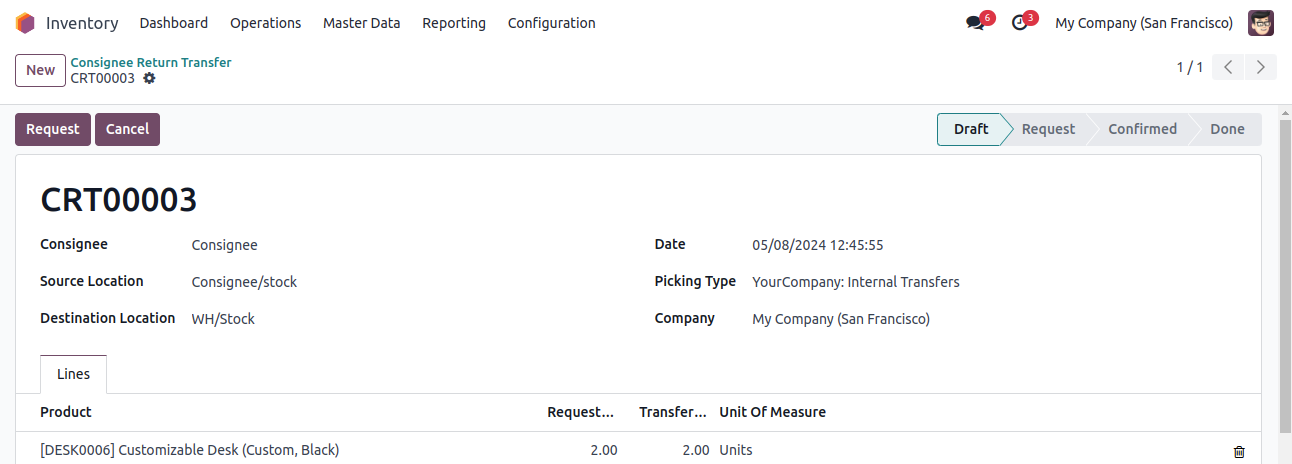 Inventory Dashboard Operations Master Data Reporting Configuration 6 3 My Company (San Francisco)
New Consignee Return Transfer
CRT00003 1 / 1
Request Cancel Draft Request Confirmed Done
CRT00003
Consignee Consignee Date 05/08/2024 12:45:55
Source Location Consignee/stock Picking Type YourCompany: Internal Transfers
Destination Location WH/Stock Company My Company (San Francisco)
Lines
Product Request... Transfer... Unit Of Measure
[DESK0006] Customizable Desk (Custom, Black) 2.00 2.00 Units